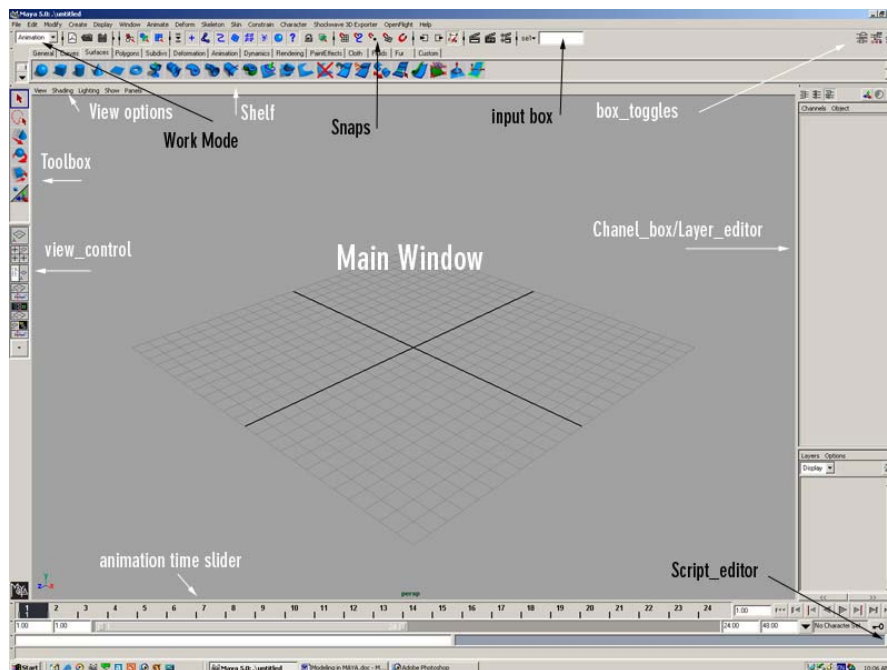 Maya 5.0: .\untitled
File Edit Modify Create Display Window Animate Deform Skeleton Skin Constrain Character Shockwave 3D Exporter OpenFlight Help
Animation
sel=
General Curves Surfaces Polygons Subdivs Deformation Animation Dynamics Rendering PaintEffects Cloth Fluids Fur Custom
View Shading Lighting Show Panels
Channels Object
View options
Shelf
Work Mode
Snaps
input box
box_toggles
Toolbox
view_control
Chanel_box/Layer_editor
Main Window
Layers Options
Display
animation time slider
Script_editor
persp
1 2 3 4 5 6 7 8 9 10 11 12 13 14 15 16 17 18 19 20 21 22 23 24
1.00
1.00 1.00 24.00 48.00 No Character Set
Start Maya 5.0: .\untitled Modeling in MAYA.doc - M... Adobe Photoshop 10:06 AM